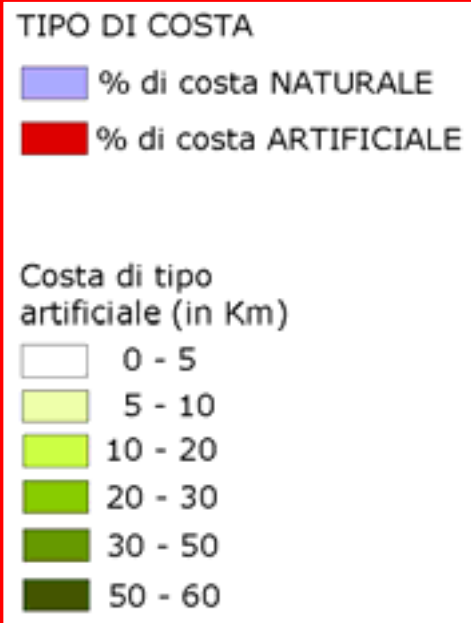 TIPO DI COSTA
% di costa NATURALE
% di costa ARTIFICIALE
Costa di tipo
artificiale (in Km)
0 - 5
5 - 10
10 - 20
20 - 30
30 - 50
50 - 60